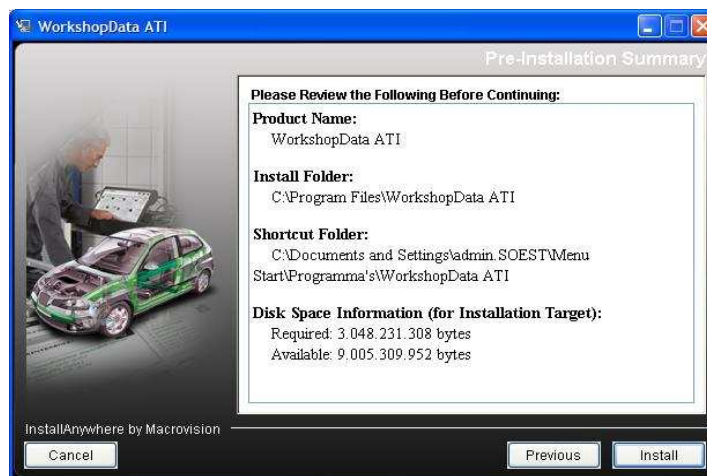 WorkshopData ATI
Pre-Installation Summary
Please Review the Following Before Continuing:
Product Name:
WorkshopData ATI
Install Folder:
C:\Program Files\WorkshopData ATI
Shortcut Folder:
C:\Documents and Settings\admin.SOEST\Menu
Start\Programma's\WorkshopData ATI
Disk Space Information (for Installation Target):
Required: 3.048.231.308 bytes
Available: 9.005.309.952 bytes
InstallAnywhere by Macrovision
Cancel
Previous
Install